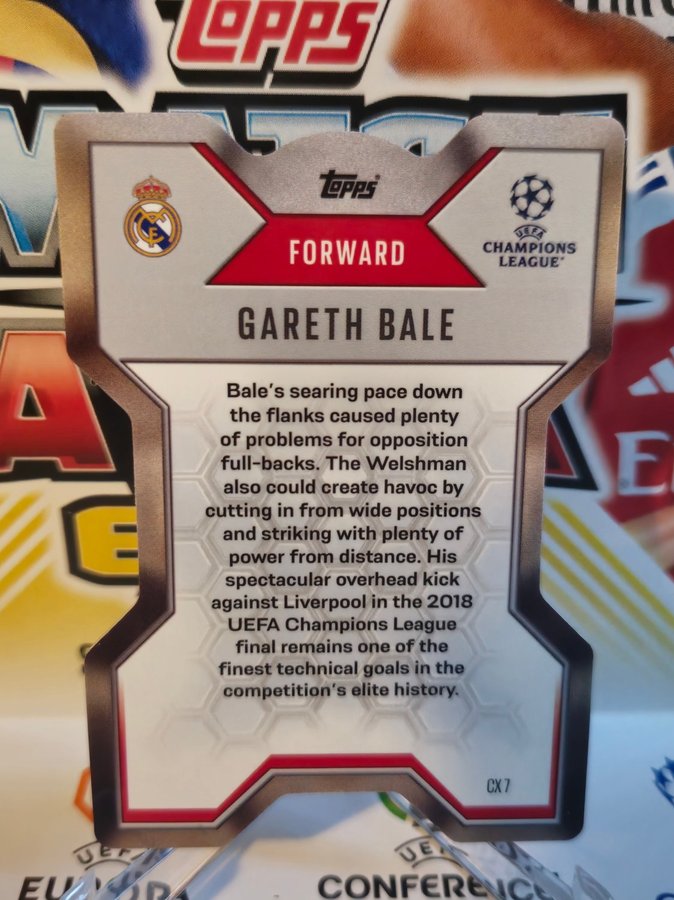 TOPPS
MATCH
TOPPS
FORWARD
UEFA
CHAMPIONS
LEAGUE
GARETH BALE
Bale's searing pace down
the flanks caused plenty
of problems for opposition
full-backs. The Welshman
also could create havoc by
cutting in from wide positions
and striking with plenty of
power from distance. His
spectacular overhead kick
against Liverpool in the 2018
UEFA Champions League
final remains one of the
finest technical goals in the
competition's elite history.
CX 7
UEFA
UEFA
EUROPA
CONFERENCE